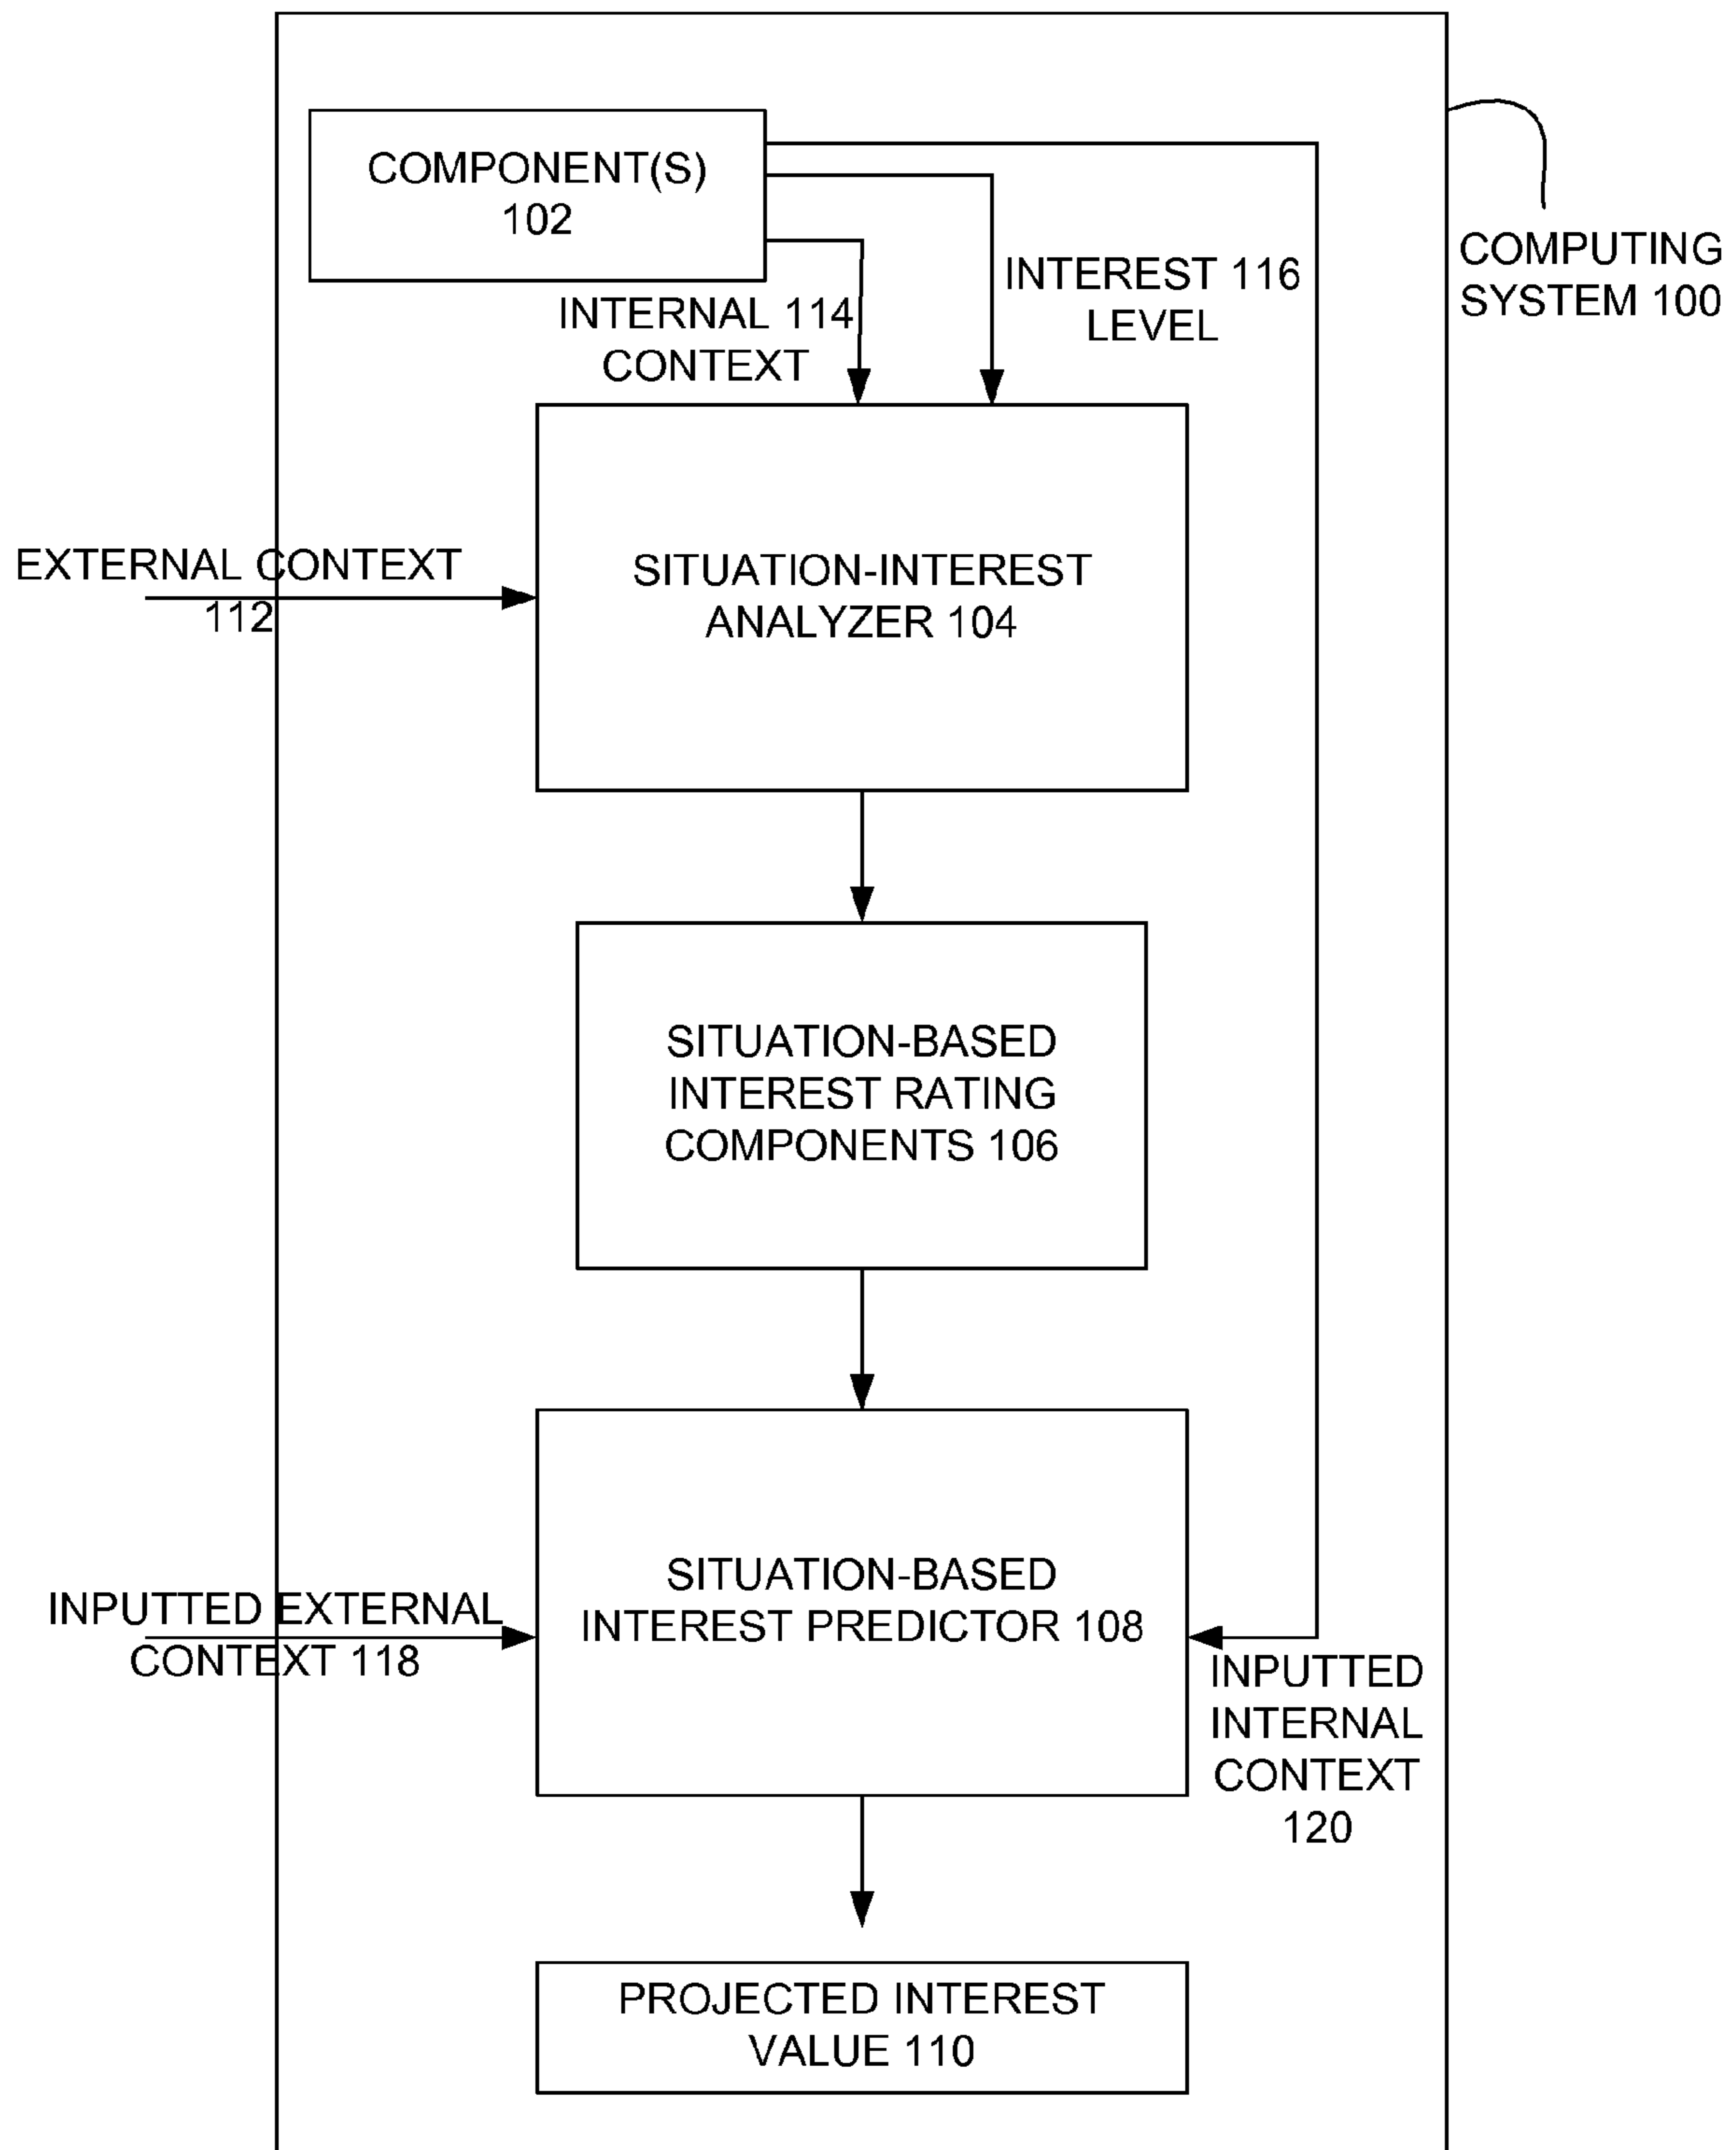 COMPONENT(S)
102
COMPUTING
SYSTEM 100
INTEREST 116
LEVEL
INTERNAL 114
CONTEXT
EXTERNAL CONTEXT
112
SITUATION-INTEREST
ANALYZER 104
SITUATION-BASED
INTEREST RATING
COMPONENTS 106
SITUATION-BASED
INTEREST PREDICTOR 108
INPUTTED EXTERNAL
CONTEXT 118
INPUTTED
INTERNAL
CONTEXT
120
PROJECTED INTEREST
VALUE 110